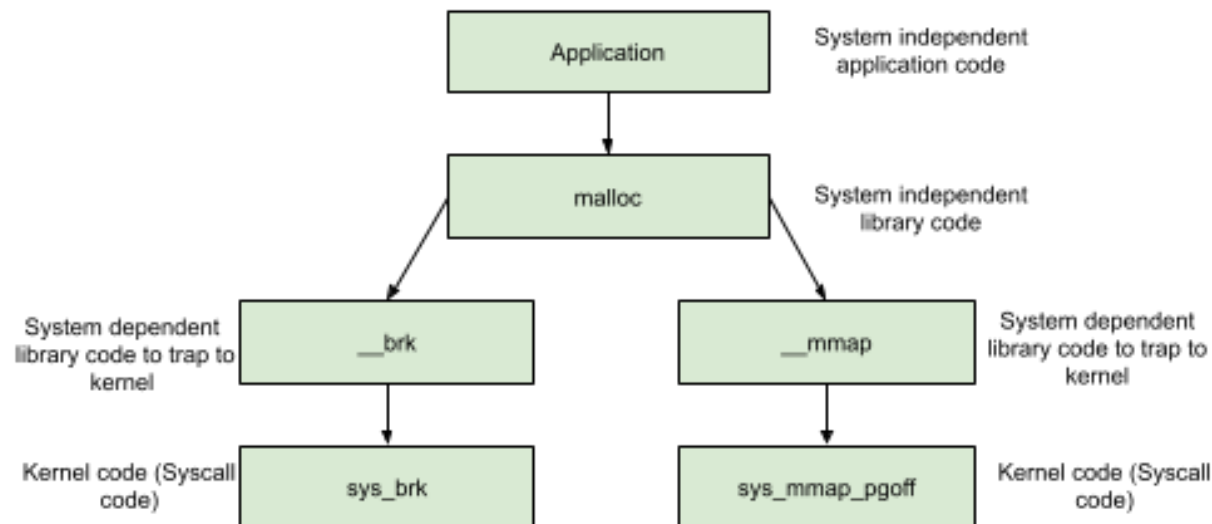 Application
System independent
application code
malloc
System independent
library code
System dependent
library code to trap to
kernel
__brk
__mmap
System dependent
library code to trap to
kernel
Kernel code (Syscall
code)
sys_brk
sys_mmap_pgoff
Kernel code (Syscall
code)